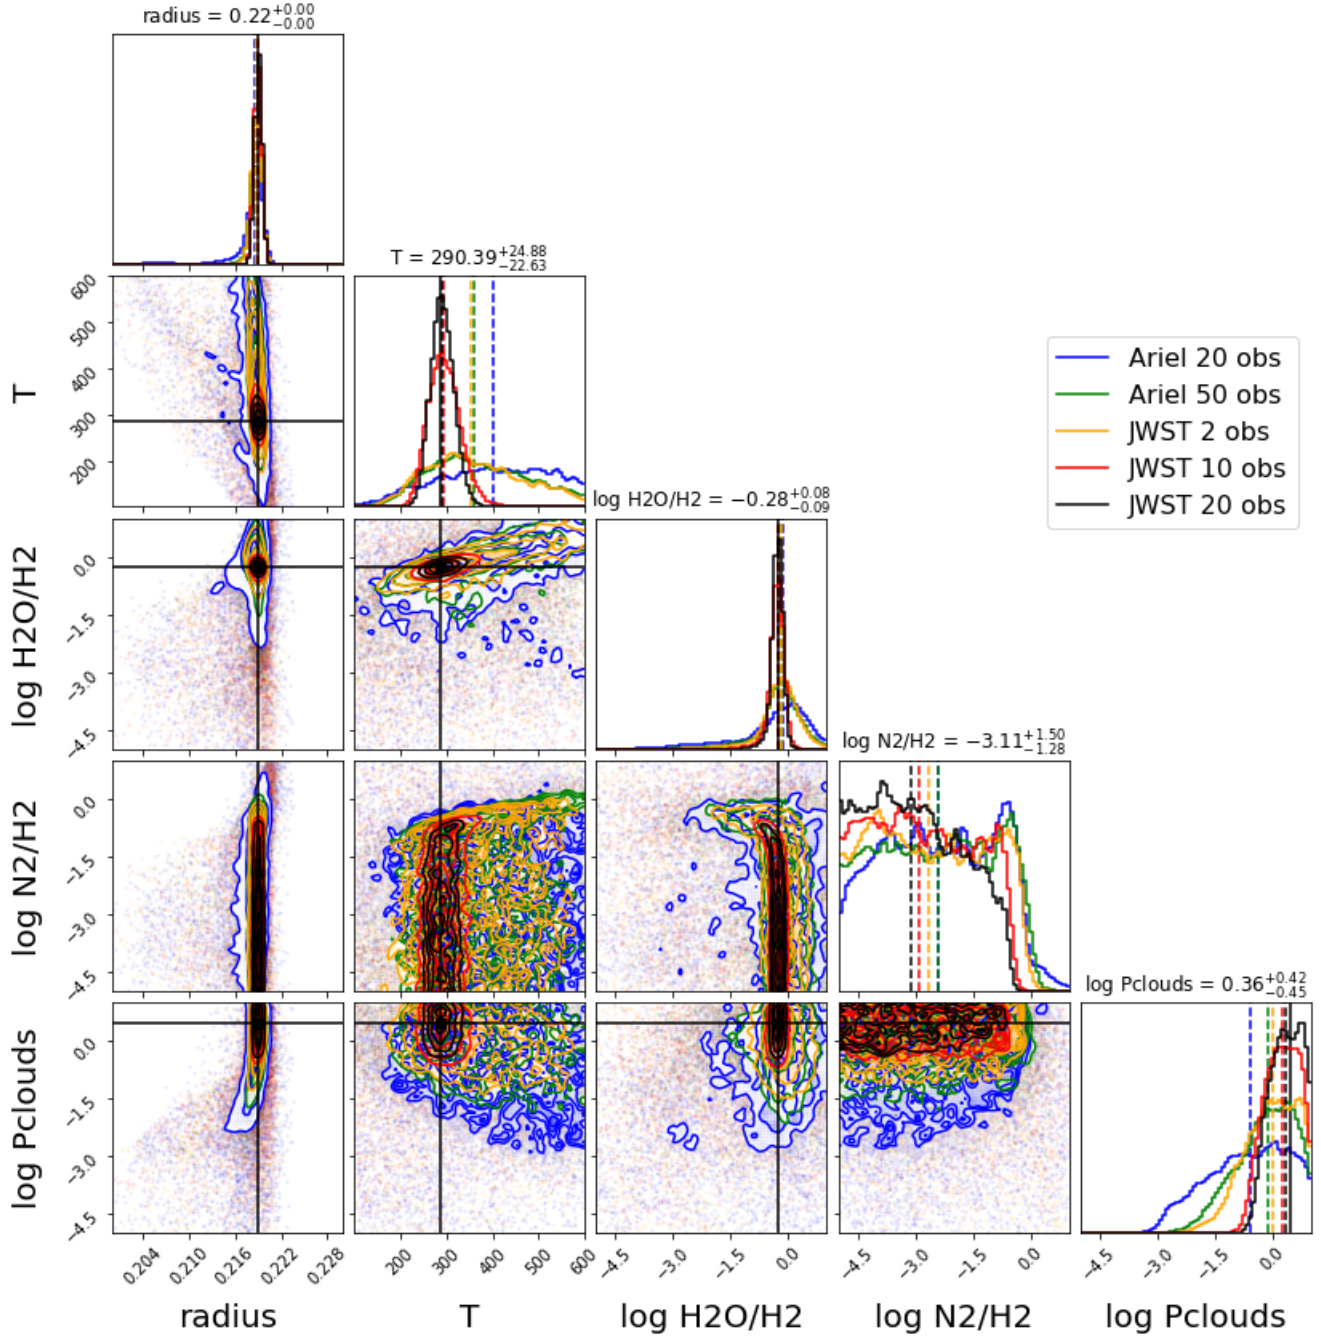 radius = 0.22+0.00 −0.00
600
500
400
300
200
T
T = 290.39+24.88 −22.63
Ariel 20 obs
Ariel 50 obs
JWST 2 obs
JWST 10 obs
JWST 20 obs
log H2O/H2 = −0.28+0.08 −0.09
0.0
−1.5
−3.0
−4.5
log H2O/H2
log N2/H2 = −3.11+1.50 −1.28
0.0
−1.5
−3.0
−4.5
log N2/H2
log Pclouds = 0.36+0.42 −0.45
0.0
−1.5
−3.0
−4.5
log Pclouds
0.204 0.210 0.216 0.222 0.228 200 300 400 500 600 −4.5 −3.0 −1.5 0.0 −4.5 −3.0 −1.5 0.0 −4.5 −3.0 −1.5 0.0
radius T log H2O/H2 log N2/H2 log Pclouds